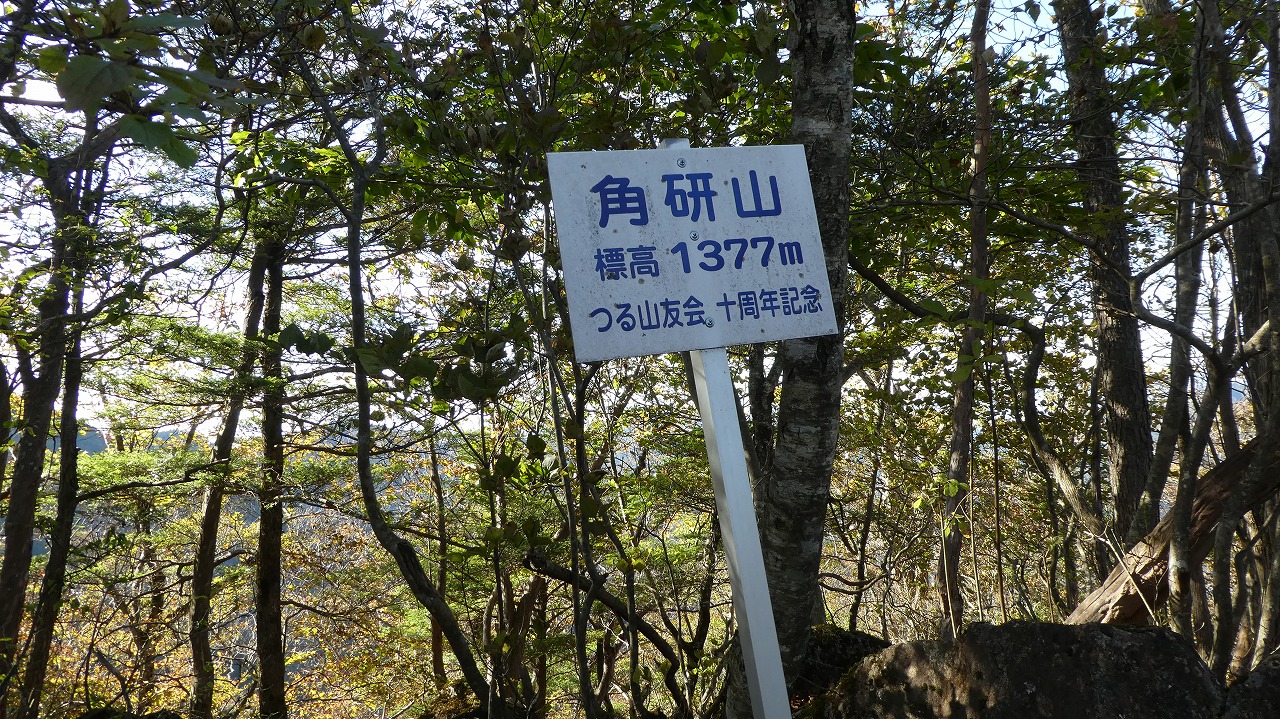 角研山
標高 1377m
つる山友会 十周年記念